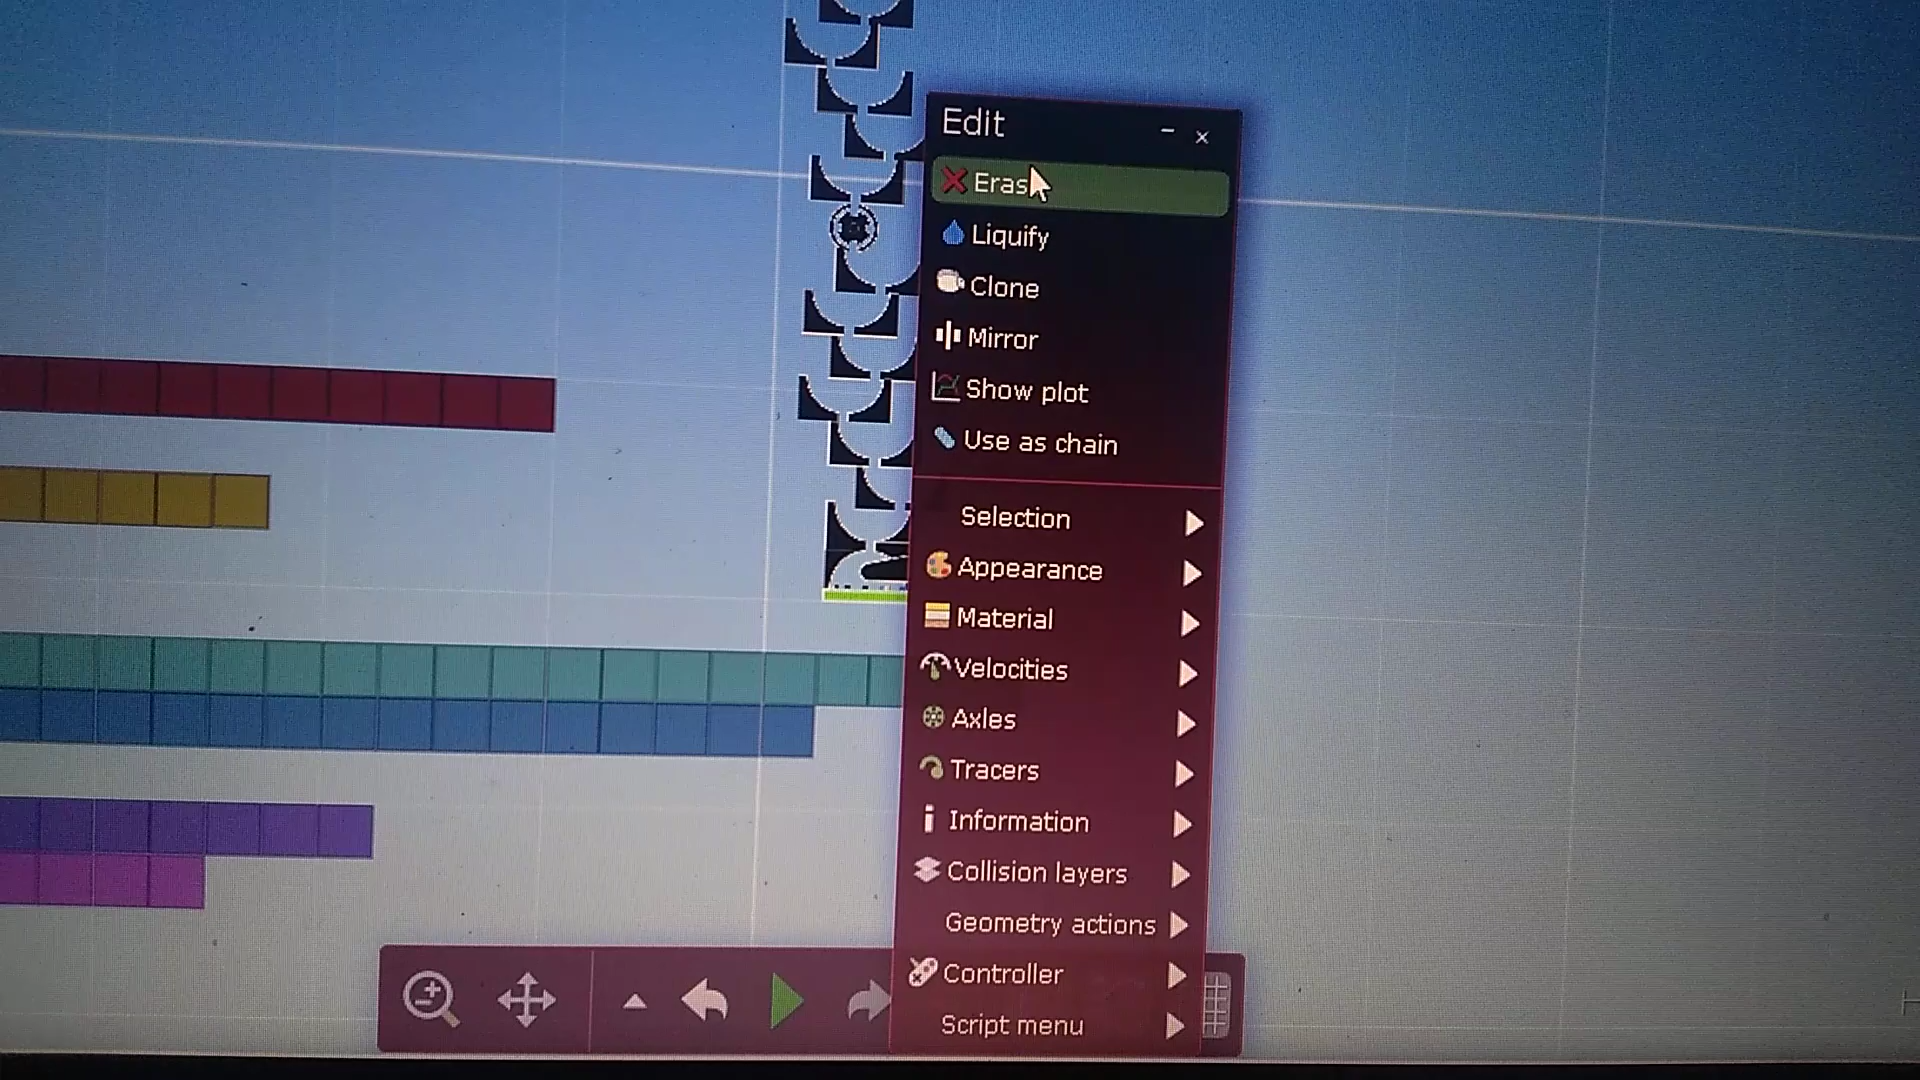 Edit
Eras
Liquify
Clone
Mirror
Show plot
Use as chain
Selection
Appearance
Material
Velocities
Axles
Tracers
Information
Collision layers
Geometry actions
Controller
Script menu